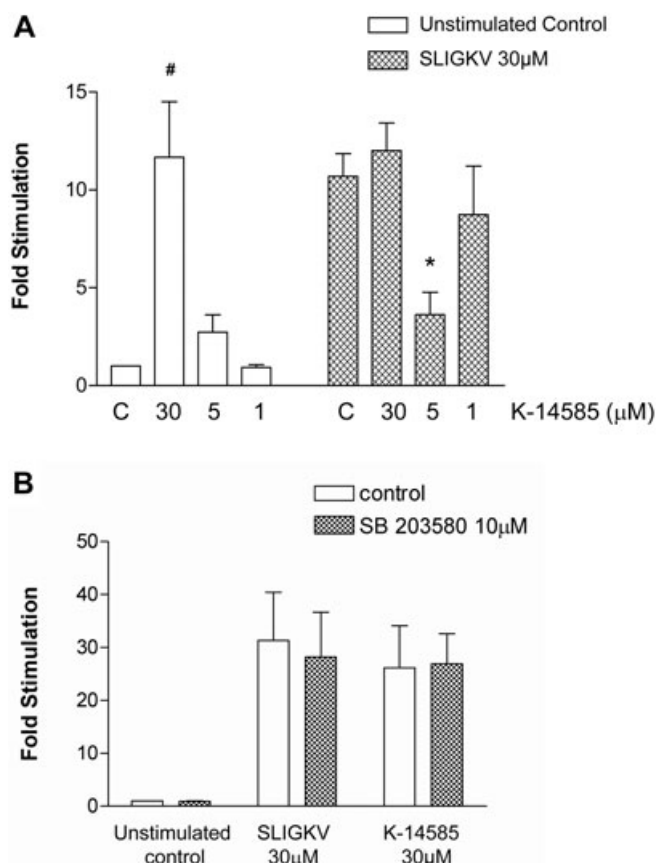 A
Unstimulated Control
SLIGKV 30µM
Fold Stimulation
15
10
5
0
#
*
C 30 5 1 C 30 5 1 K-14585 (µM)
B
control
SB 203580 10µM
Fold Stimulation
50
40
30
20
10
0
Unstimulated control
SLIGKV 30µM
K-14585 30µM